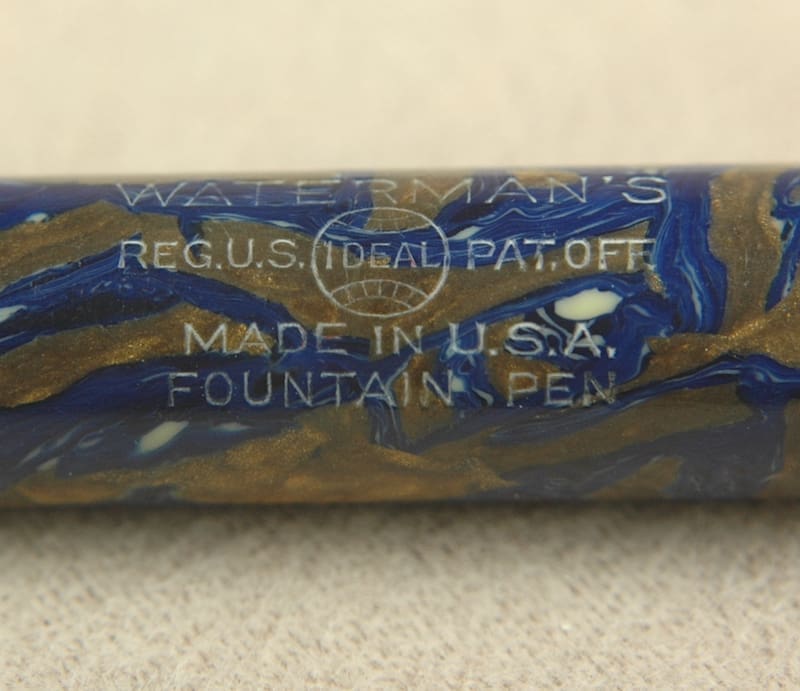 WATERMAN'S
REG.U.S. IDEAL PAT.OFF.
MADE IN U.S.A.
FOUNTAIN PEN